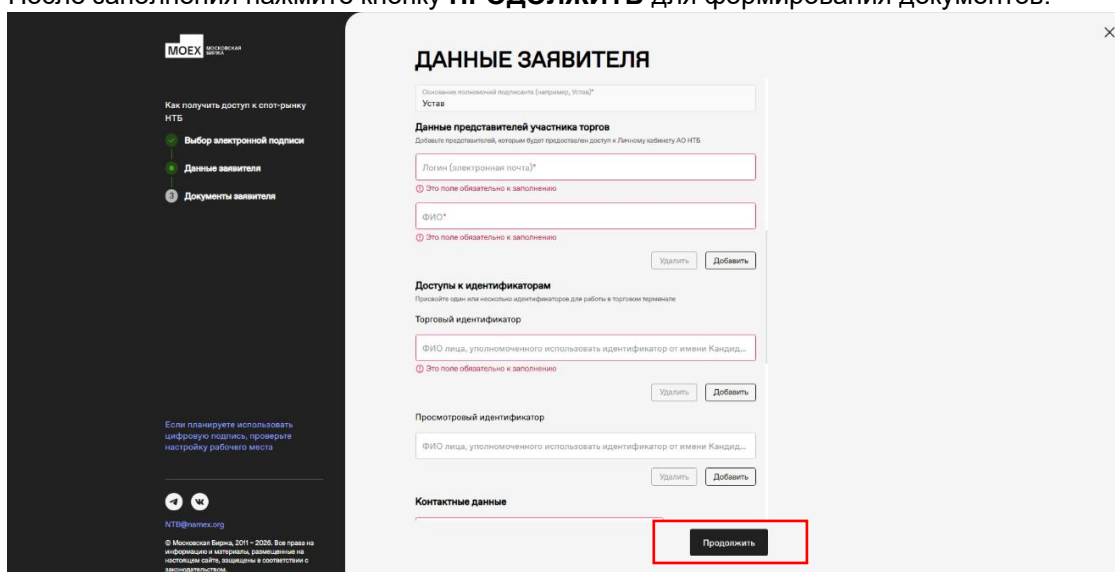 После заполнения нажмите кнопку ПРОДОЛЖИТЬ для формирования документов.
MOEX МОСКОВСКАЯ БИРЖА
Как получить доступ к спот-рынку
НТБ
Выбор электронной подписи
Данные заявителя
3 Документы заявителя
Если планируете использовать
цифровую подпись, проверьте
настройку рабочего места
NTB@namex.org
© Московская Биржа, 2011 – 2026. Все права на
информацию и материалы, размещенные на
настоящем сайте, защищены в соответствии с
законодательством.
ДАННЫЕ ЗАЯВИТЕЛЯ
Основание полномочий подписанта (например, Устав)*
Устав
Данные представителей участника торгов
Добавьте представителей, которым будет предоставлен доступ к Личному кабинету АО НТБ
Логин (электронная почта)*
Это поле обязательно к заполнению
ФИО*
Это поле обязательно к заполнению
Удалить Добавить
Доступы к идентификаторам
Присвойте один или несколько идентификаторов для работы в торговом терминале
Торговый идентификатор
ФИО лица, уполномоченного использовать идентификатор от имени Кандид...
Это поле обязательно к заполнению
Удалить Добавить
Просмотровый идентификатор
ФИО лица, уполномоченного использовать идентификатор от имени Кандид...
Удалить Добавить
Контактные данные
Продолжить